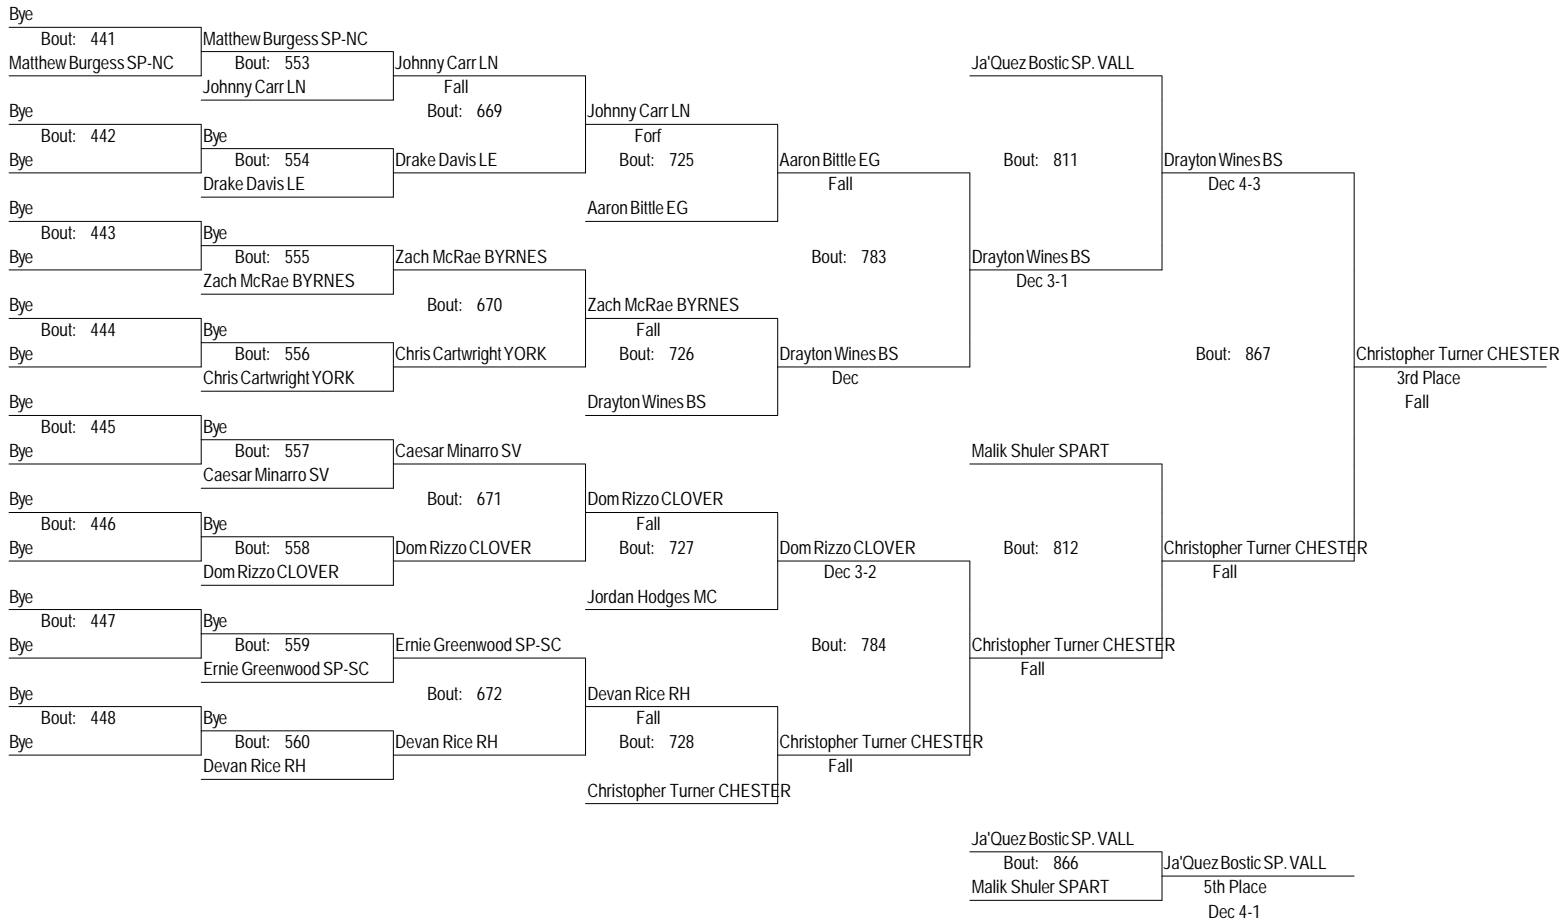 Bye
Bout: 441
Matthew Burgess SP-NC
Bye
Bout: 442
Bye
Bye
Bout: 443
Bye
Bye
Bout: 444
Bye
Bye
Bout: 445
Bye
Bye
Bout: 446
Bye
Bye
Bout: 447
Bye
Bye
Bout: 448
Bye
Matthew Burgess SP-NC
Bout: 553
Johnny Carr LN
Bye
Bout: 554
Drake Davis LE
Bye
Bout: 555
Zach McRae BYRNES
Bye
Bout: 556
Chris Cartwright YORK
Bye
Bout: 557
Caesar Minarro SV
Bye
Bout: 558
Dom Rizzo CLOVER
Bye
Bout: 559
Ernie Greenwood SP-SC
Bye
Bout: 560
Devan Rice RH
Johnny Carr LN
Fall
Bout: 669
Drake Davis LE
Zach McRae BYRNES
Bout: 670
Chris Cartwright YORK
Caesar Minarro SV
Bout: 671
Dom Rizzo CLOVER
Ernie Greenwood SP-SC
Bout: 672
Devan Rice RH
Johnny Carr LN
Forf
Bout: 725
Aaron Bittle EG
Zach McRae BYRNES
Fall
Bout: 726
Drayton Wines BS
Dom Rizzo CLOVER
Fall
Bout: 727
Jordan Hodges MC
Devan Rice RH
Fall
Bout: 728
Christopher Turner CHESTER
Aaron Bittle EG
Fall
Bout: 783
Drayton Wines BS
Dec
Dom Rizzo CLOVER
Dec 3-2
Bout: 784
Christopher Turner CHESTER
Fall
Ja'Quez Bostic SP. VALL
Bout: 811
Drayton Wines BS
Dec 3-1
Malik Shuler SPART
Bout: 812
Christopher Turner CHESTER
Fall
Drayton Wines BS
Dec 4-3
Bout: 867
Christopher Turner CHESTER
Fall
Christopher Turner CHESTER
3rd Place
Fall
Ja'Quez Bostic SP. VALL
Bout: 866
Malik Shuler SPART
Ja'Quez Bostic SP. VALL
5th Place
Dec 4-1